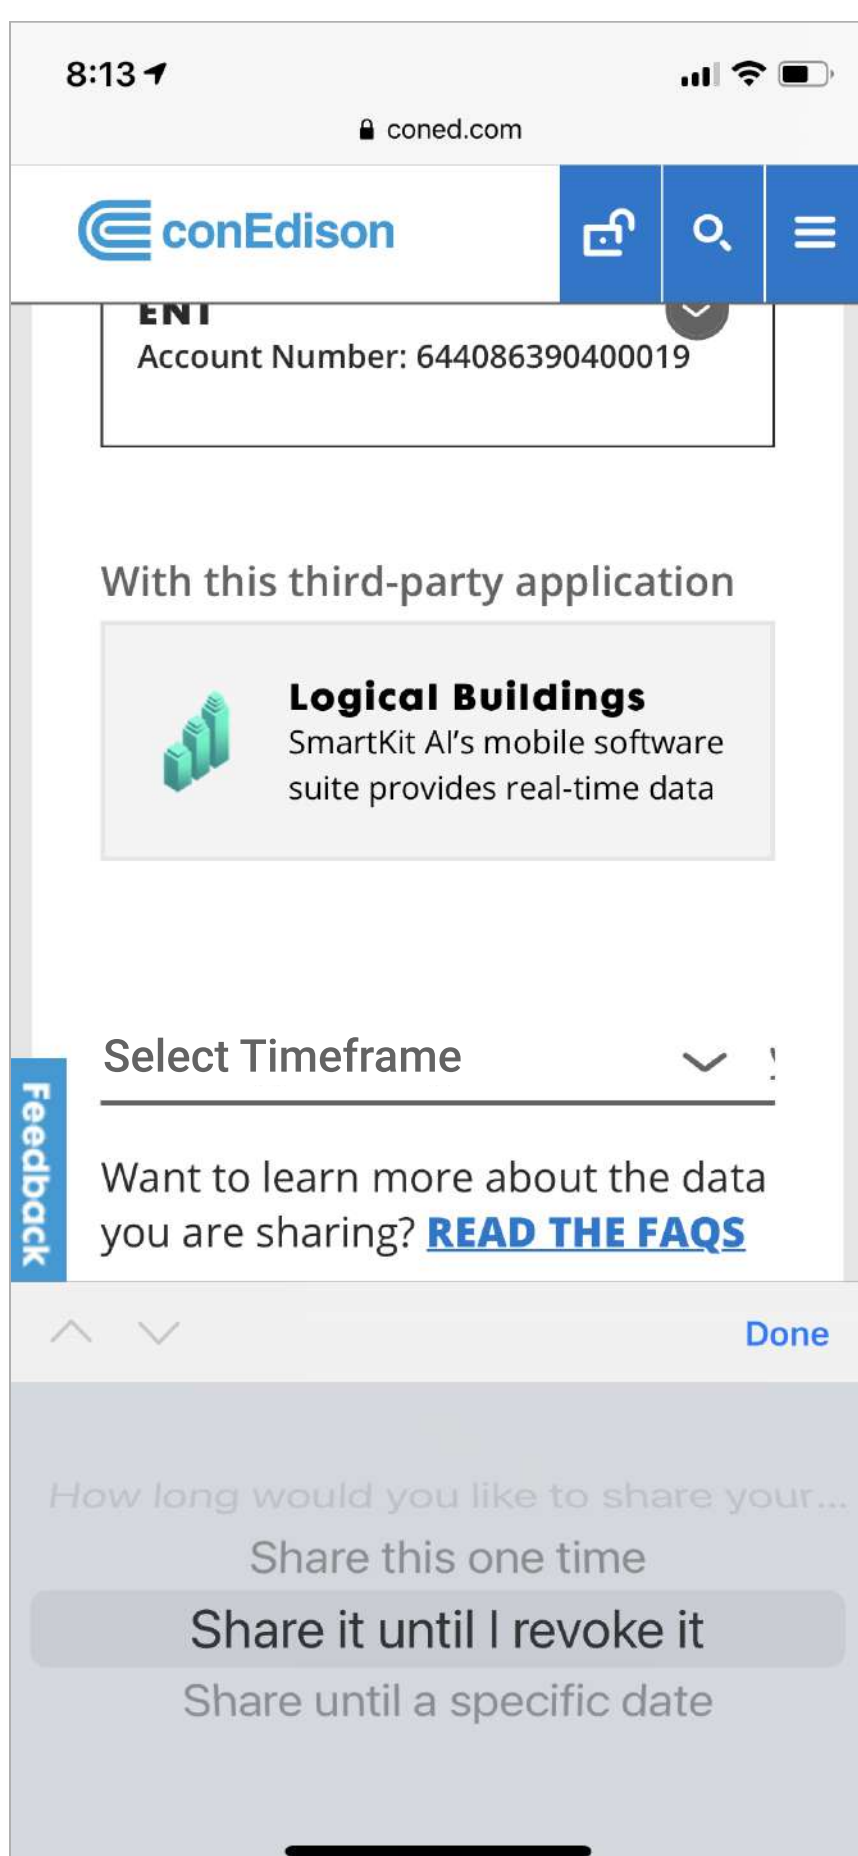 8:13
coned.com
conEdison
ENT
Account Number: 644086390400019
With this third-party application
Logical Buildings
SmartKit AI's mobile software
suite provides real-time data
Select Timeframe
Feedback
Want to learn more about the data
you are sharing? READ THE FAQS
Done
How long would you like to share your...
Share this one time
Share it until I revoke it
Share until a specific date